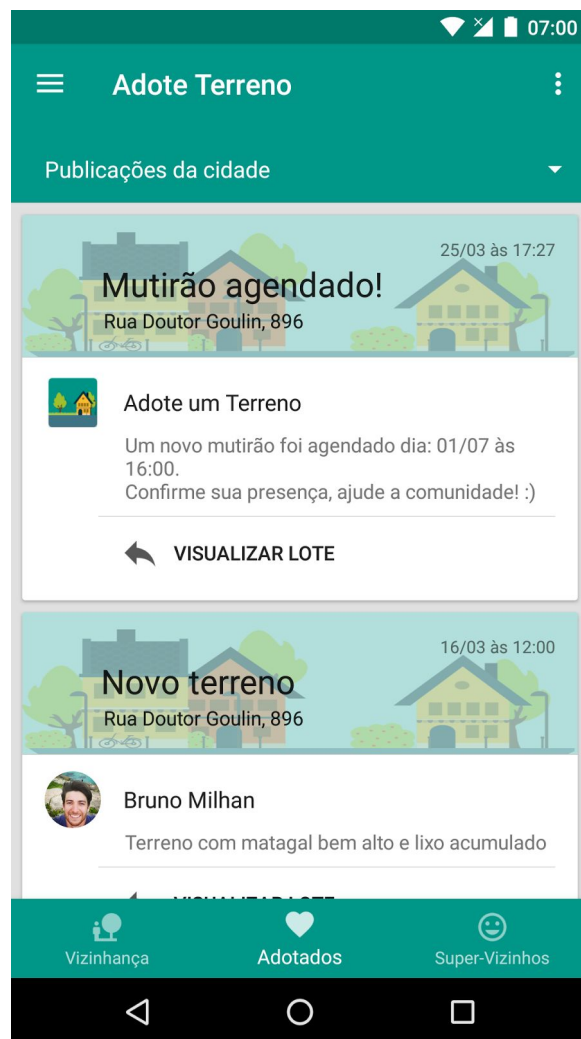 07:00
Adote Terreno
Publicações da cidade
25/03 às 17:27
Mutirão agendado!
Rua Doutor Goulin, 896
Adote um Terreno
Um novo mutirão foi agendado dia: 01/07 às
16:00.
Confirme sua presença, ajude a comunidade! :)
VISUALIZAR LOTE
16/03 às 12:00
Novo terreno
Rua Doutor Goulin, 896
Bruno Milhan
Terreno com matagal bem alto e lixo acumulado
Vizinhança
Adotados
Super-Vizinhos